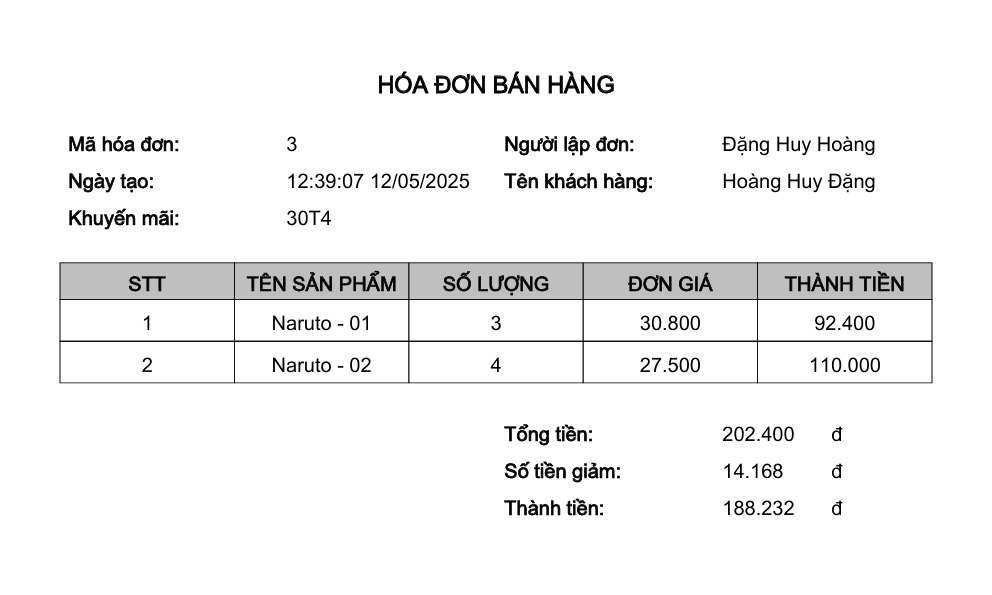 HÓA ĐƠN BÁN HÀNG
Mã hóa đơn: 3 Người lập đơn: Đặng Huy Hoàng
Ngày tạo: 12:39:07 12/05/2025 Tên khách hàng: Hoàng Huy Đặng
Khuyến mãi: 30T4
STT TÊN SẢN PHẨM SỐ LƯỢNG ĐƠN GIÁ THÀNH TIỀN
1 Naruto - 01 3 30.800 92.400
2 Naruto - 02 4 27.500 110.000
Tổng tiền: 202.400 đ
Số tiền giảm: 14.168 đ
Thành tiền: 188.232 đ